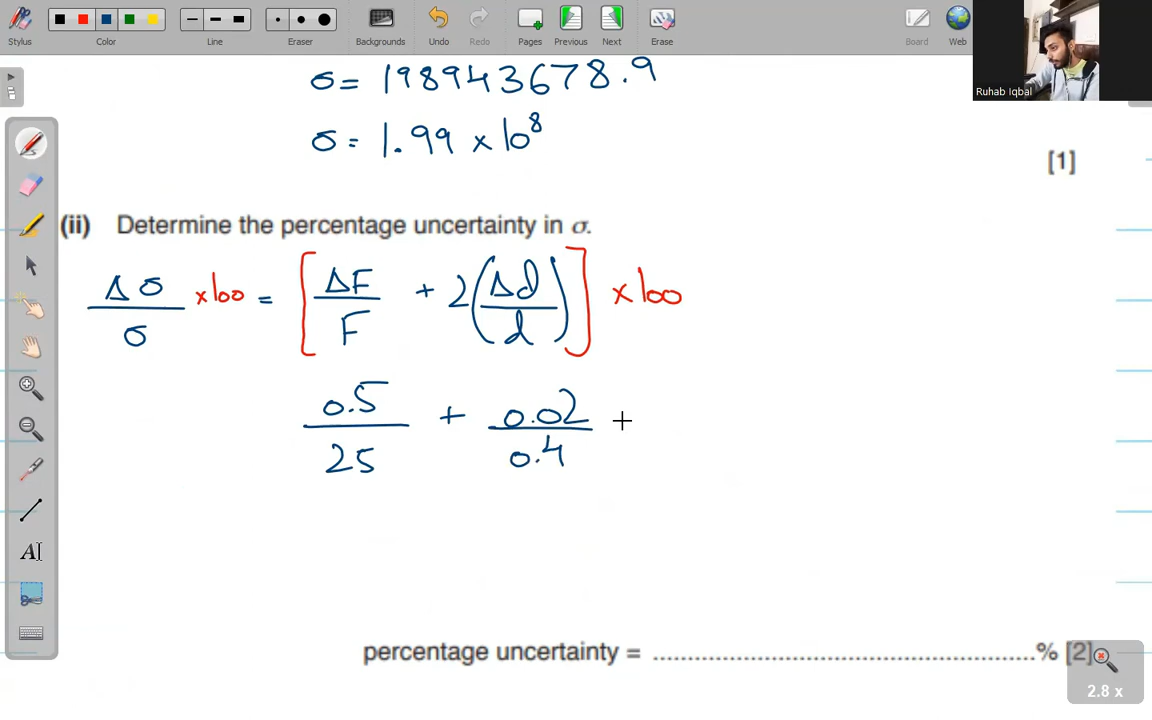 Stylus Color Line Eraser Backgrounds Undo Redo Pages Previous Next Erase Board Web
Ruhab Iqbal
σ = 198943678.9
σ = 1.99 × 10⁸
[1]
(ii) Determine the percentage uncertainty in σ.
Δσ/σ ×100 = [ΔF/F + 2(Δd/d)] ×100
0.5/25 + 0.02/0.4
percentage uncertainty = ................................................% [2]
2.8 x